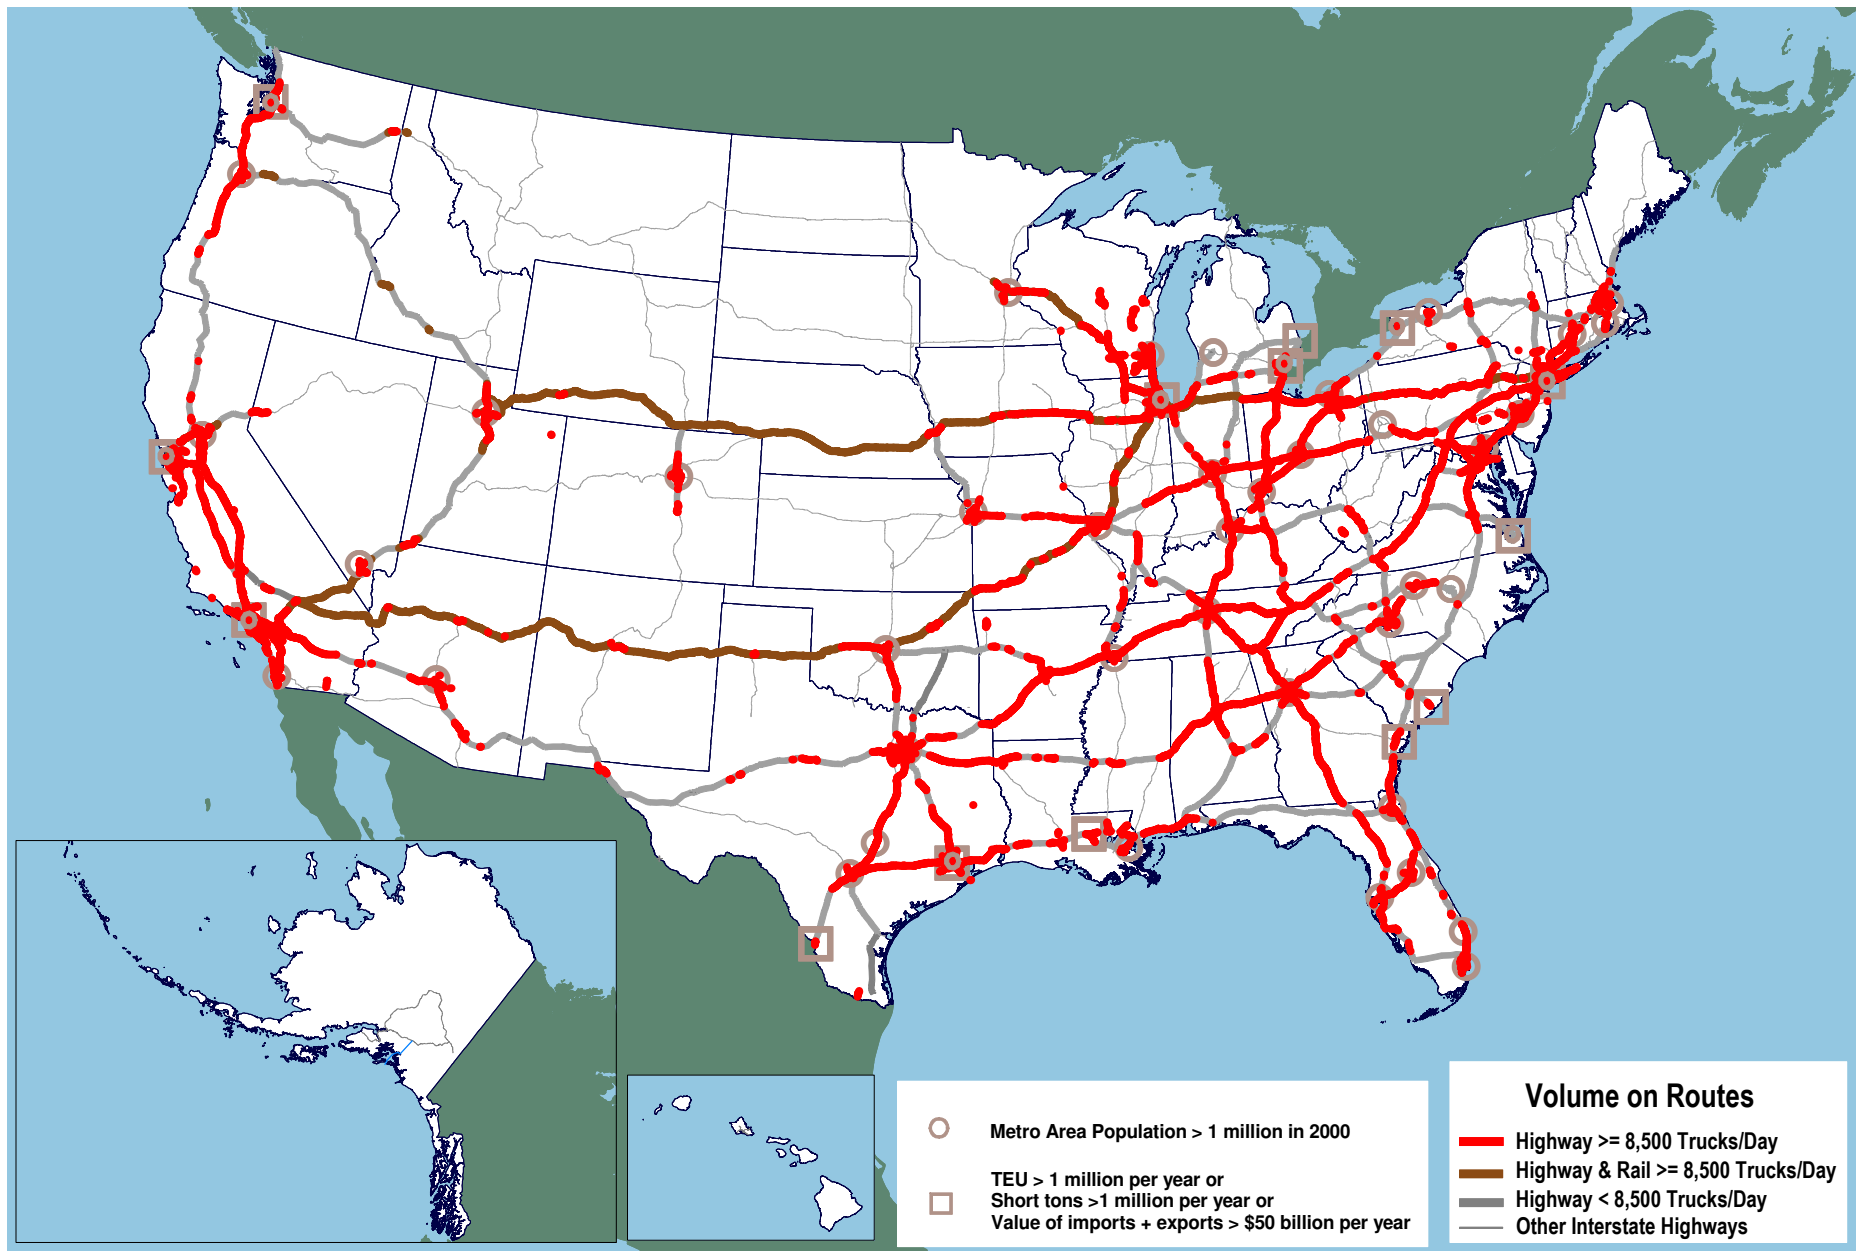 Metro Area Population > 1 million in 2000
TEU > 1 million per year or
Short tons >1 million per year or
Value of imports + exports > $50 billion per year
Volume on Routes
Highway >= 8,500 Trucks/Day
Highway & Rail >= 8,500 Trucks/Day
Highway < 8,500 Trucks/Day
Other Interstate Highways